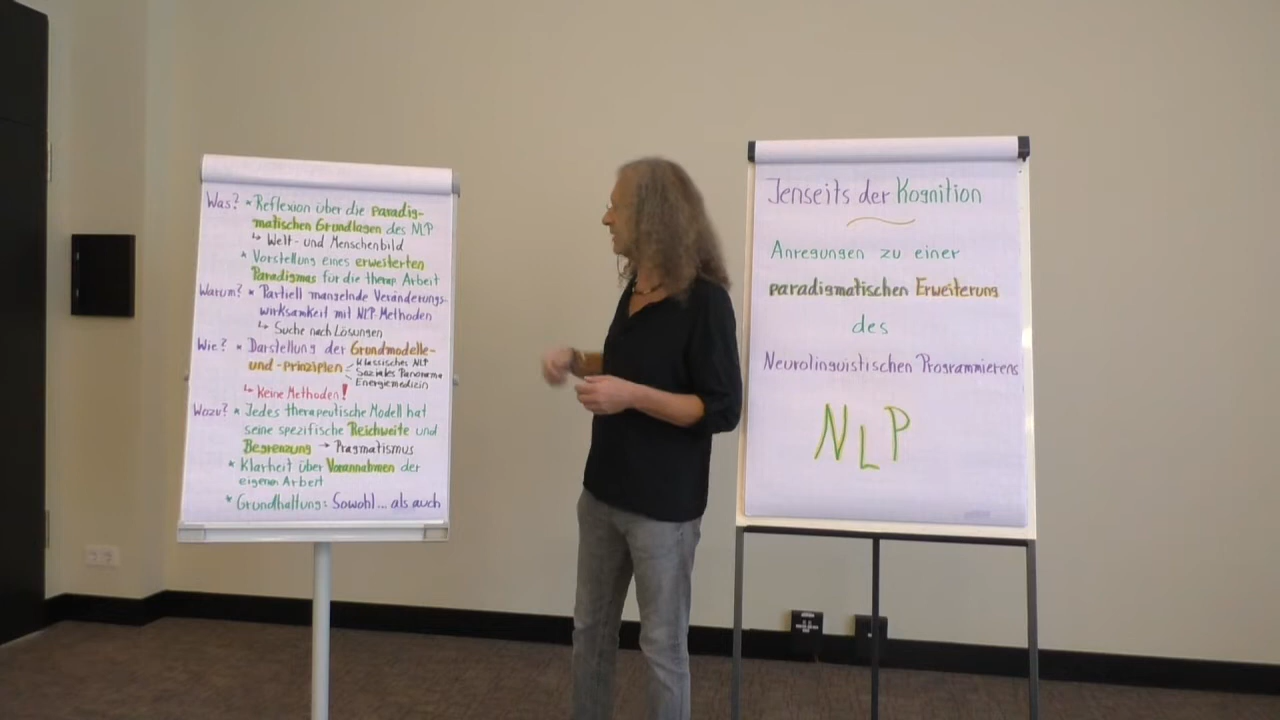 Was? * Reflexion über die paradig-
matischen Grundlagen des NLP
↳ Welt- und Menschenbild
* Vorstellung eines erweiterten
Paradigmas für die therap Arbeit
Warum? * Partiell mangelnde Veränderungs-
wirksamkeit mit NLP-Methoden
↳ Suche nach Lösungen
Wie? * Darstellung der Grundmodelle-
und -prinzipien
Klassisches NLP
Soziales Panorama
Energiemedizin
↳ Keine Methoden!
Wozu? * Jedes therapeutische Modell hat
seine spezifische Reichweite und
Begrenzung → Pragmatismus
* Klarheit über Vorannahmen der
eigenen Arbeit
* Grundhaltung: Sowohl... als auch
Jenseits der Kognition
Anregungen zu einer
paradigmatischen Erweiterung
des
Neurolinguistischen Programmierens
NLP